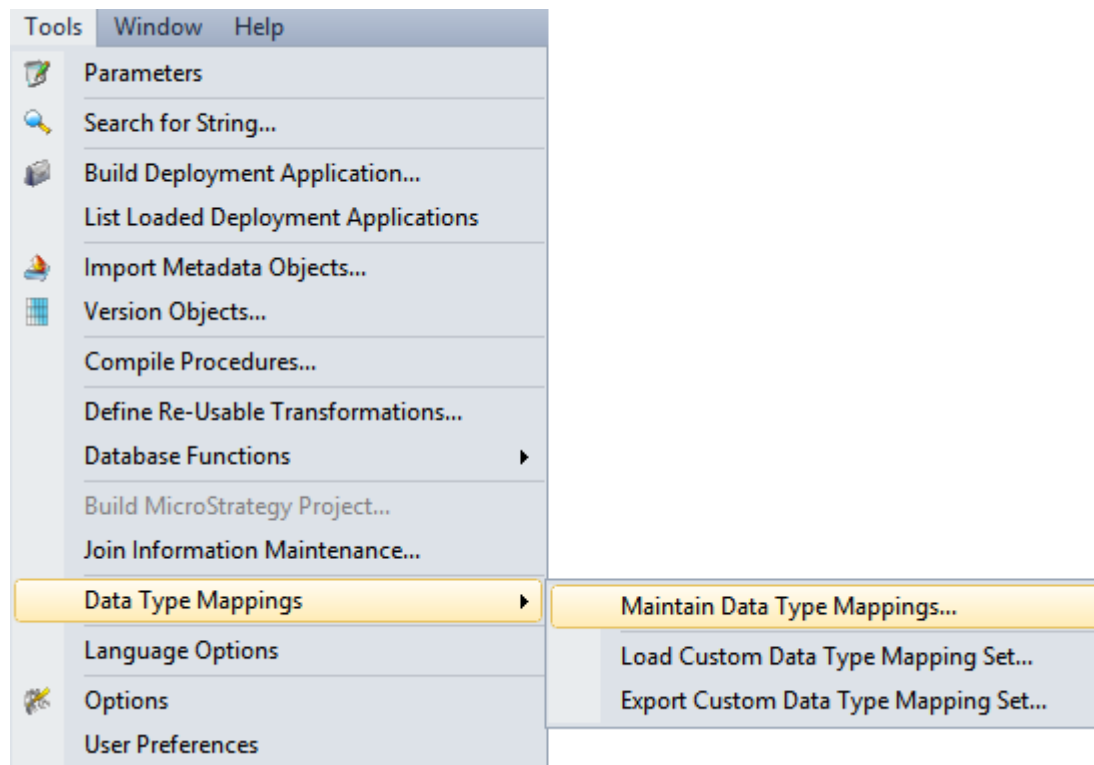 Tools Window Help
Parameters
Search for String...
Build Deployment Application...
List Loaded Deployment Applications
Import Metadata Objects...
Version Objects...
Compile Procedures...
Define Re-Usable Transformations...
Database Functions
Build MicroStrategy Project...
Join Information Maintenance...
Data Type Mappings
Maintain Data Type Mappings...
Language Options
Load Custom Data Type Mapping Set...
Options
Export Custom Data Type Mapping Set...
User Preferences